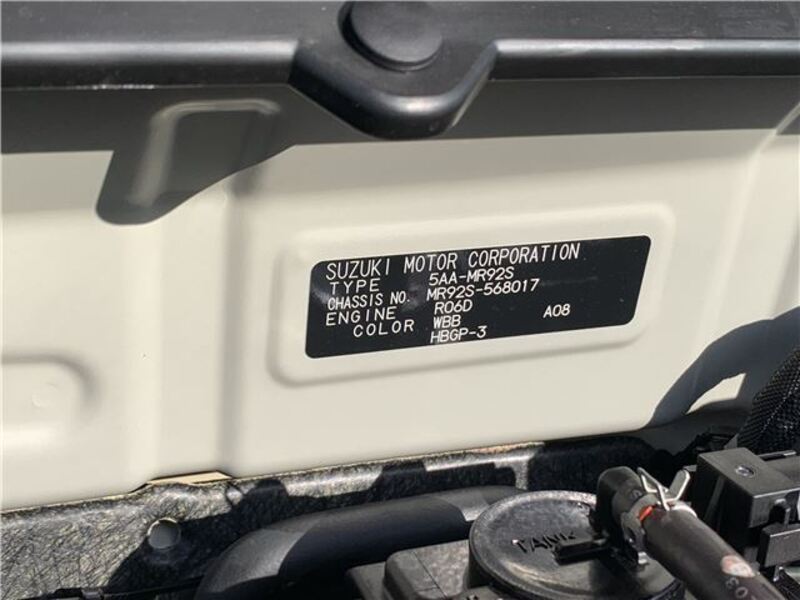 SUZUKI MOTOR CORPORATION
TYPE 5AA-MR92S
CHASSIS NO. MR92S-568017
ENGINE R06D A08
COLOR WBB
HBGP-3
TANK